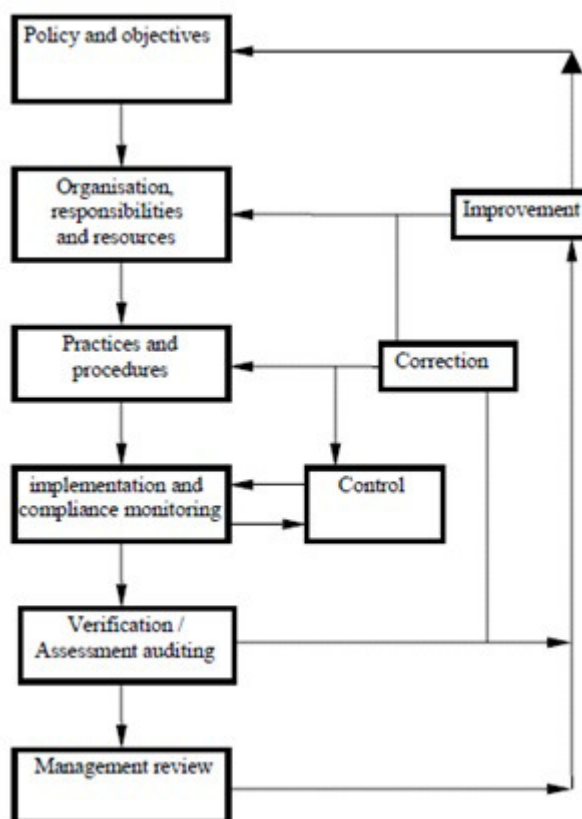 Policy and objectives
Organisation,
responsibilities
and resources
Improvement
Practices and
procedures
Correction
implementation and
compliance monitoring
Control
Verification /
Assessment auditing
Management review